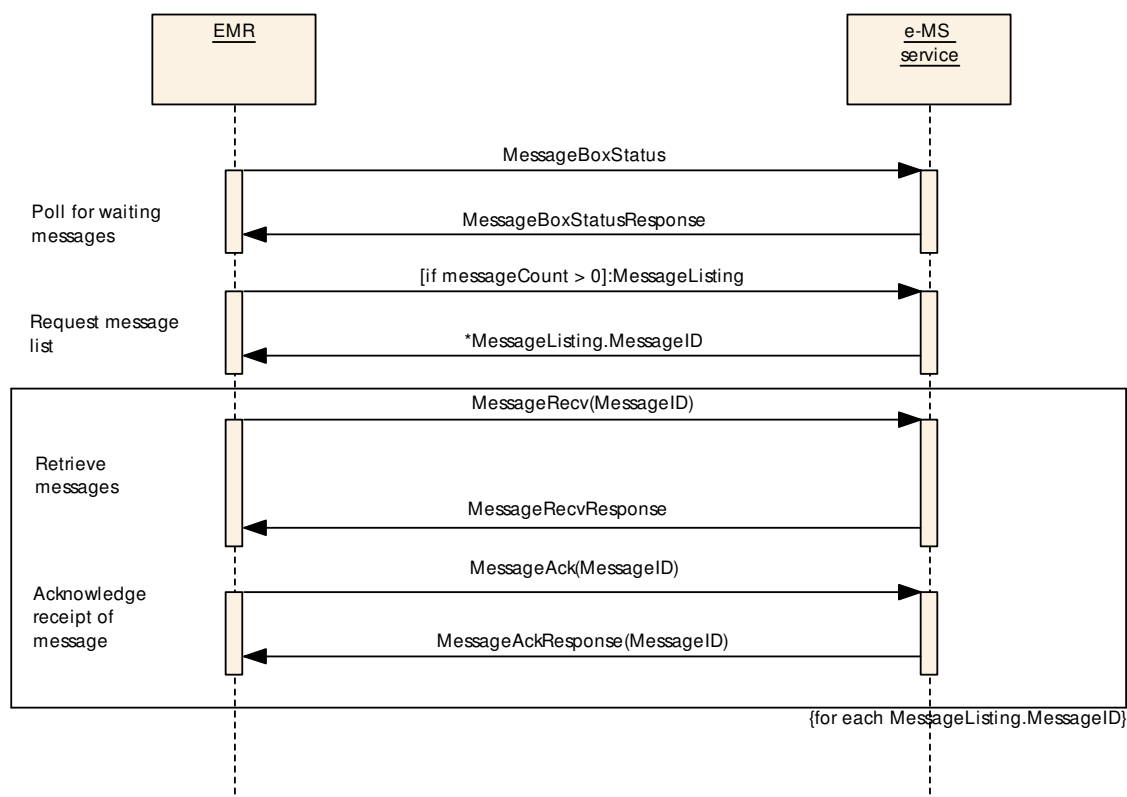 EMR
e-MS
service
MessageBoxStatus
Poll for waiting
messages
MessageBoxStatusResponse
[if messageCount > 0]:MessageListing
Request message
list
*MessageListing.MessageID
MessageRecv(MessageID)
Retrieve
messages
MessageRecvResponse
MessageAck(MessageID)
Acknowledge
receipt of
message
MessageAckResponse(MessageID)
{for each MessageListing.MessageID}